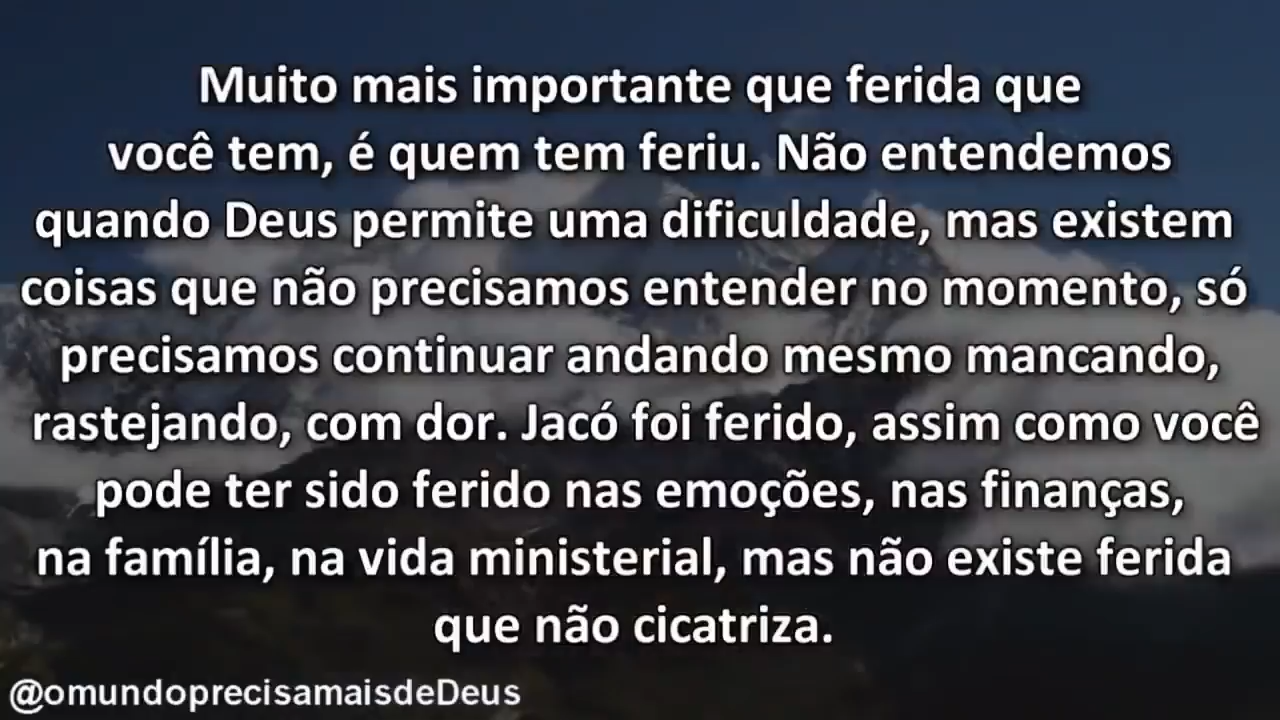 Muito mais importante que ferida que
você tem, é quem tem feriu. Não entendemos
quando Deus permite uma dificuldade, mas existem
coisas que não precisamos entender no momento, só
precisamos continuar andando mesmo mancando,
rastejando, com dor. Jacó foi ferido, assim como você
pode ter sido ferido nas emoções, nas finanças,
na família, na vida ministerial, mas não existe ferida
que não cicatriza.
@omundoprecisamaisdeDeus